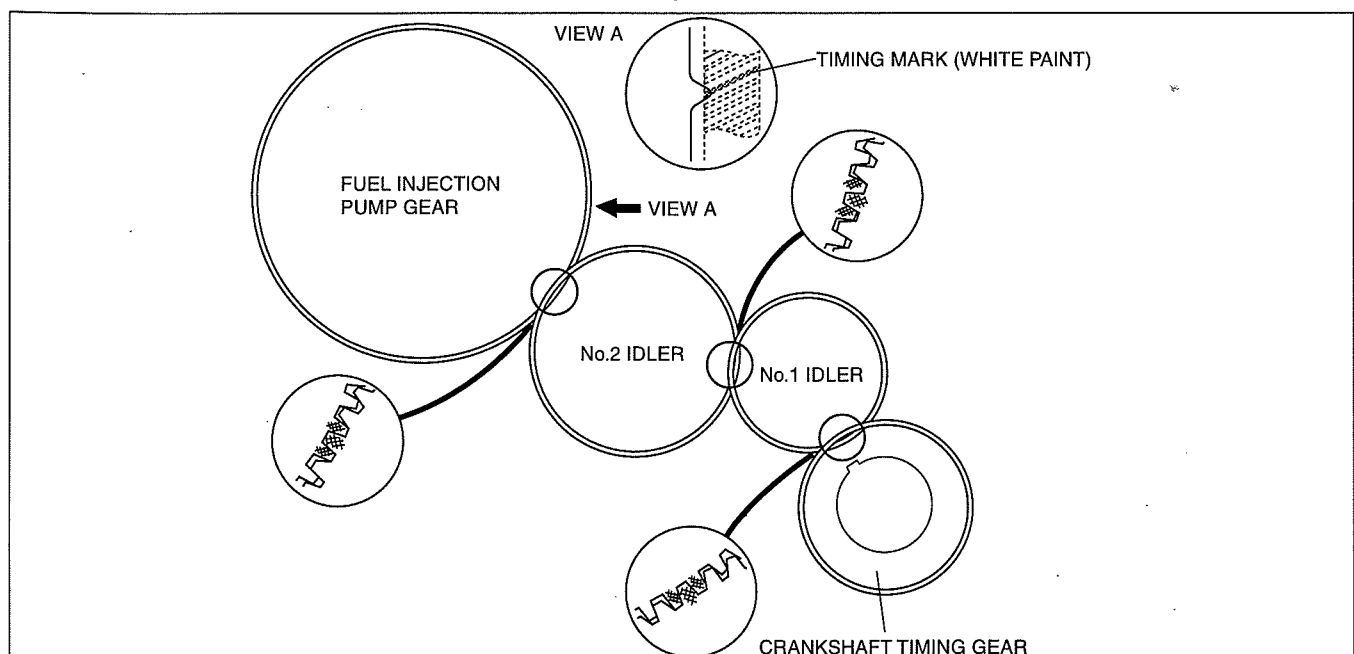 VIEW A
TIMING MARK (WHITE PAINT)
FUEL INJECTION
PUMP GEAR
VIEW A
No.2 IDLER
No.1 IDLER
CRANKSHAFT TIMING GEAR